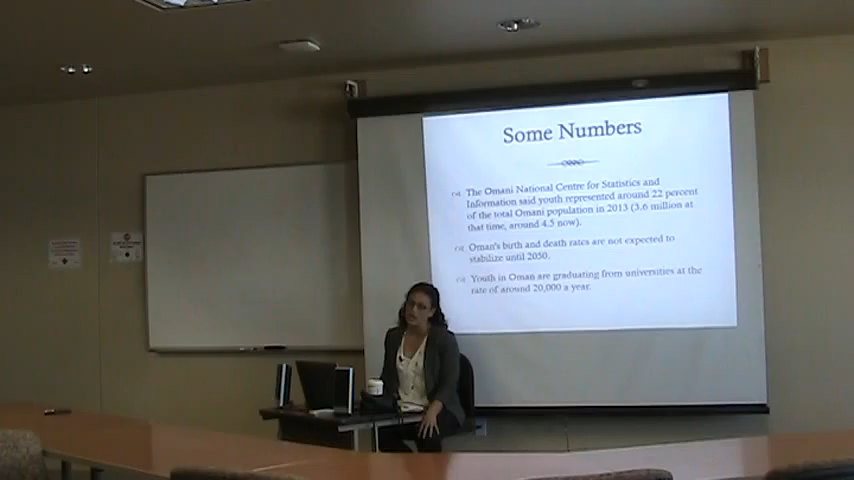 Some Numbers
The Omani National Centre for Statistics and
Information said youth represented around 22 percent
of the total Omani population in 2013 (3.6 million at
that time, around 4.5 now).
Oman's birth and death rates are not expected to
stabilize until 2050.
Youth in Oman are graduating from universities at the
rate of around 20,000 a year.